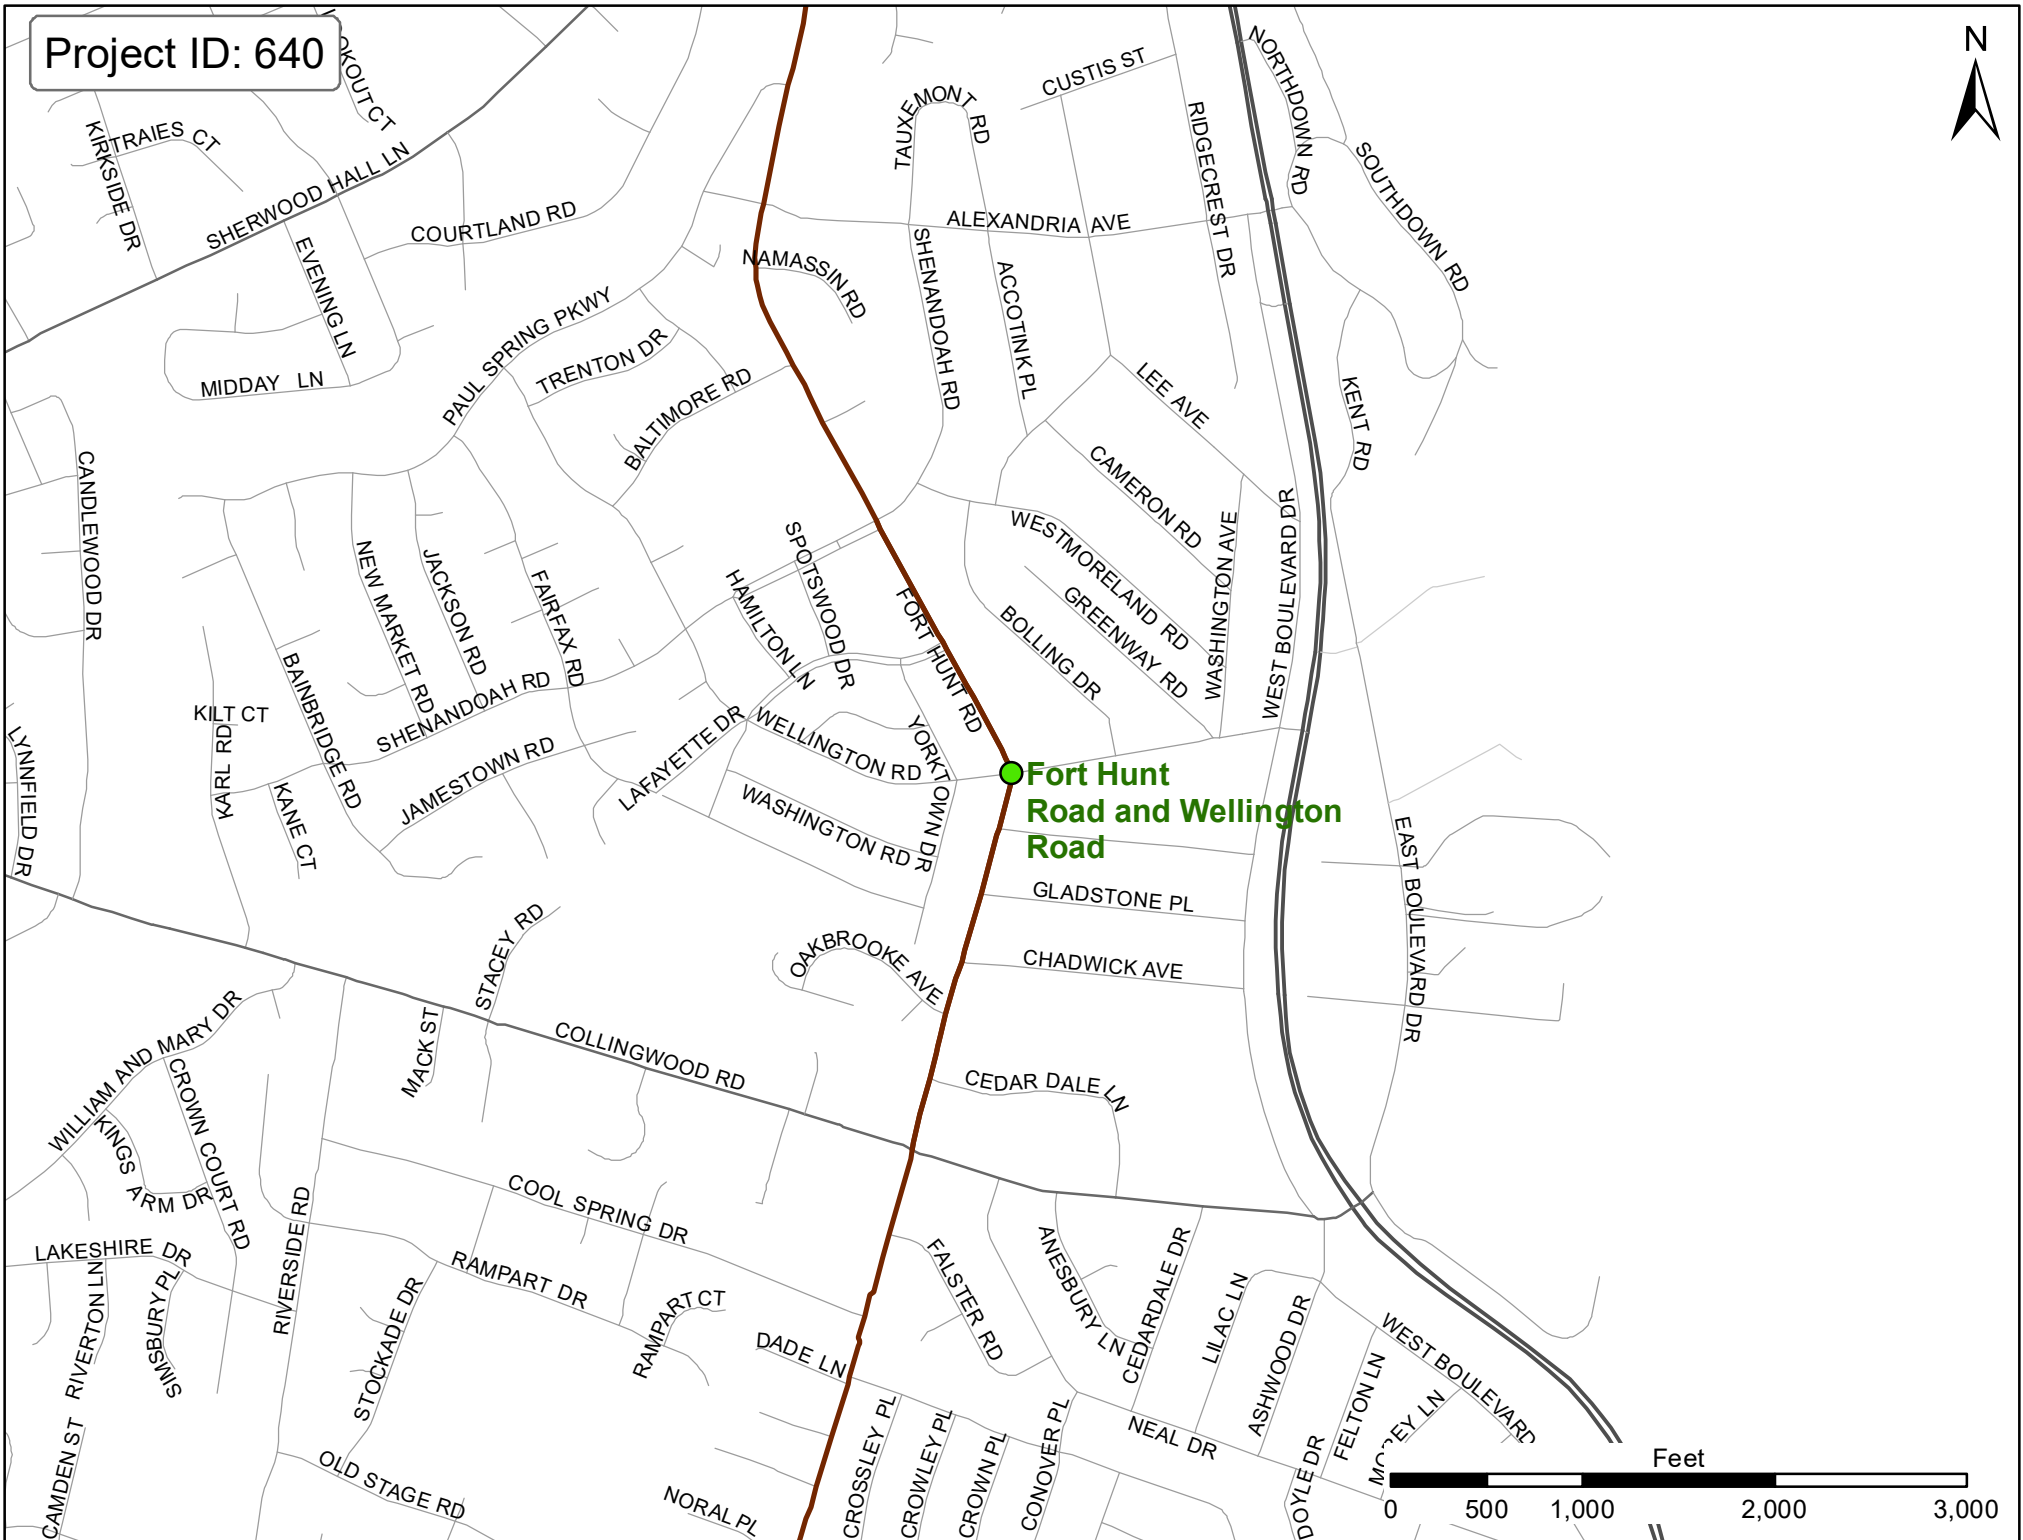 Project ID: 640
N
OKOUT CT
NORTHDOWN RD
CUSTIS ST
TAUXEMONT RD
RIDGECREST DR
TRAIES CT
KIRKSIDE DR
SHERWOOD HALL LN
SOUTHDOWN RD
COURTLAND RD
ALEXANDRIA AVE
EVENING LN
NAMASSIN RD
SHENANDOAH RD
ACCOTINK PL
PAUL SPRING PKWY
TRENTON DR
MIDDAY LN
BALTIMORE RD
LEE AVE
KENT RD
CANDLEWOOD DR
CAMERON RD
WESTMORELAND RD
WASHINGTON AVE
WEST BOULEVARD DR
SPOTSWOOD DR
HAMILTON LN
NEW MARKET RD
JACKSON RD
FAIRFAX RD
FORT HUNT RD
GREENWAY RD
BOLLING DR
BAINBRIDGE RD
SHENANDOAH RD
KILT CT
KARL RD
LYNNFIELD DR
LAFAYETTE DR
WELLINGTON RD
YORKTOWN DR
JAMESTOWN RD
KANE CT
WASHINGTON RD
Fort Hunt
Road and Wellington
Road
EAST BOULEVARD DR
GLADSTONE PL
STACEY RD
OAKBROOKE AVE
CHADWICK AVE
WILLIAM AND MARY DR
MACK ST
COLLINGWOOD RD
CEDAR DALE LN
CROWN COURT RD
KINGS ARM DR
COOL SPRING DR
RIVERSIDE RD
LAKESHIRE DR
RAMPART DR
FALSTER RD
ANESBURY LN
CEDARDALE DR
LILAC LN
ASHWOOD DR
WEST BOULEVARD
RIVERTON LN
SIMSBURY PL
STOCKADE DR
RAMPART CT
DADE LN
FELTON LN
MOREY LN
CAMDEN ST
OLD STAGE RD
NORAL PL
CROSSLEY PL
CROWLEY PL
CROWN PL
CONOVER PL
NEAL DR
DOYLE DR
Feet
0 500 1,000 2,000 3,000